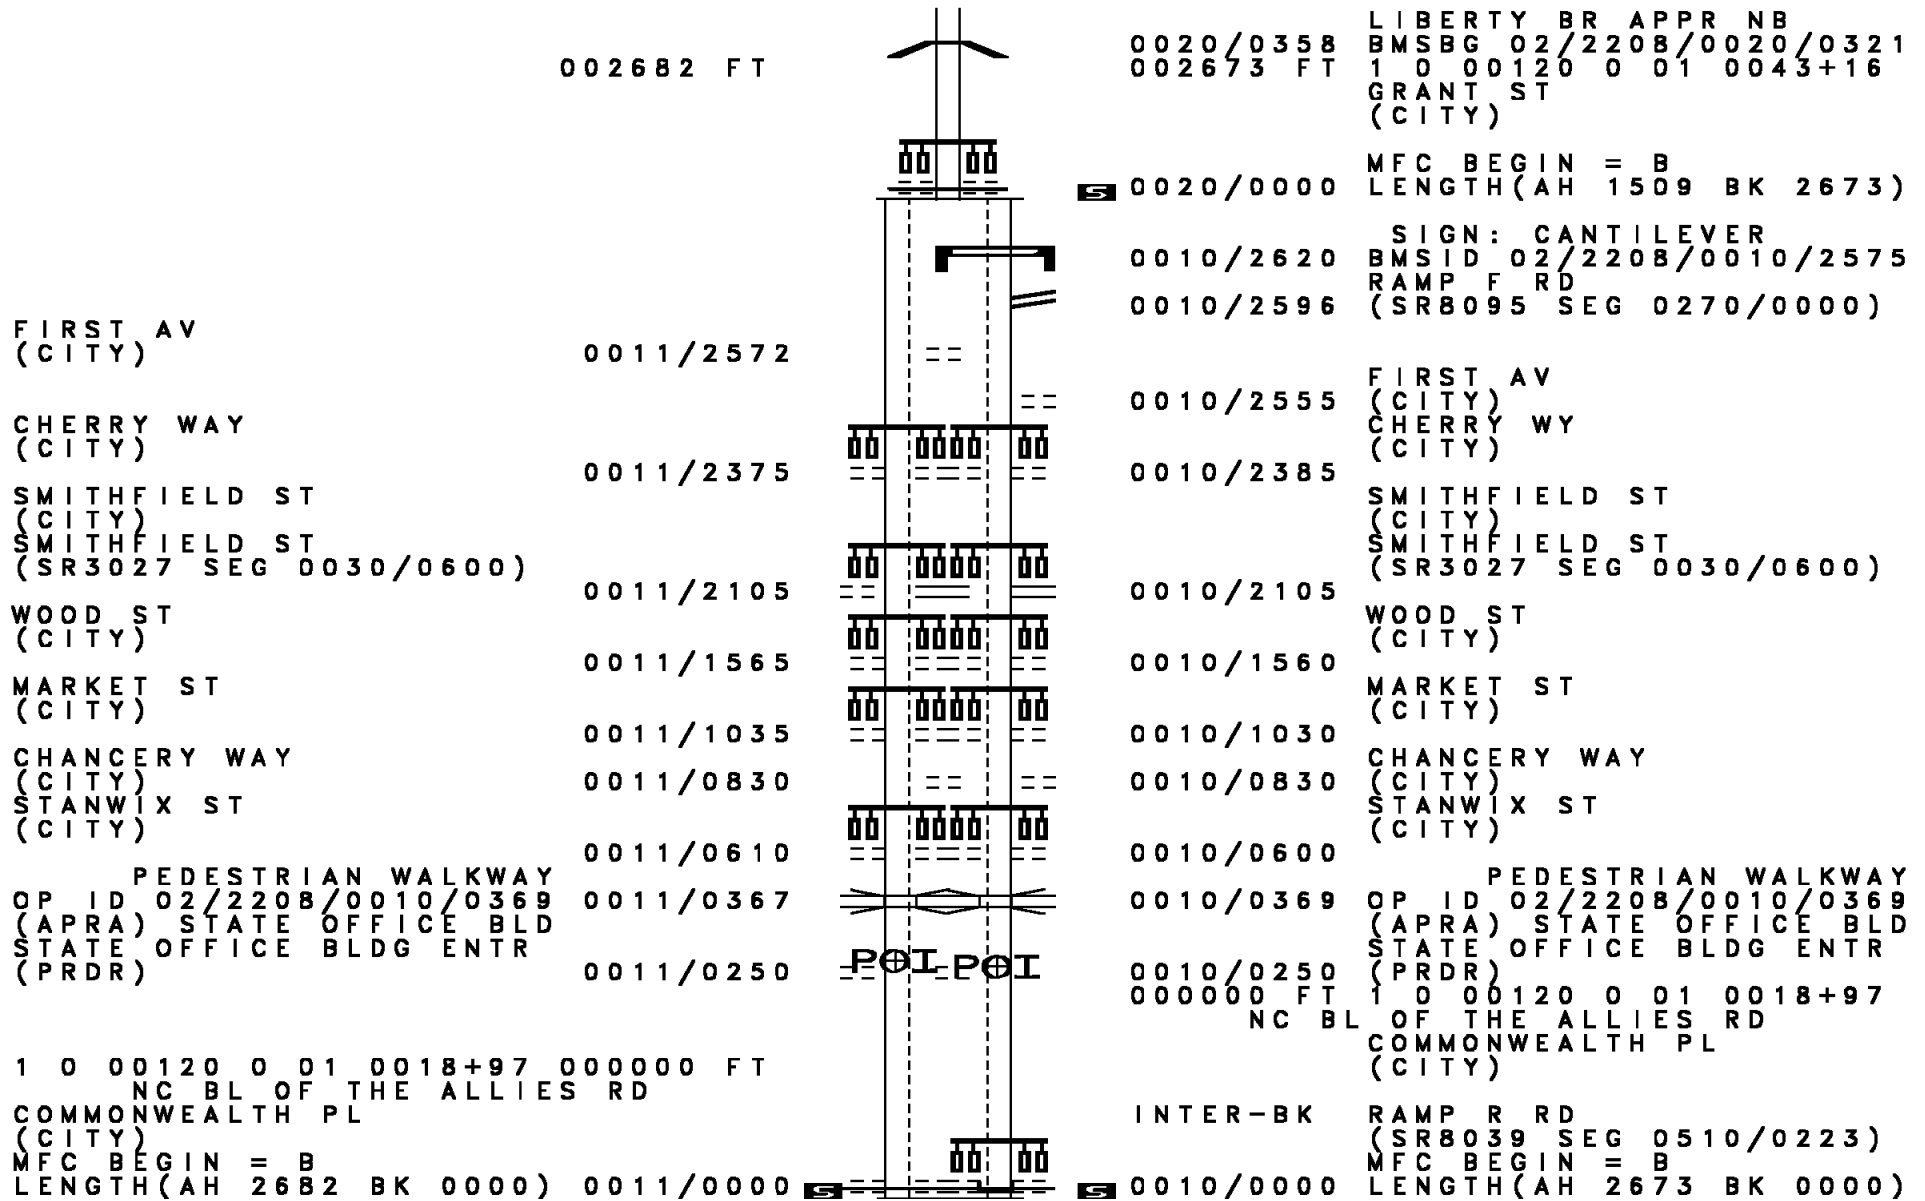 LIBERTY BR APPR NB
0020/0358 BMSBG 02/2208/0020/0321
002682 FT 002673 FT 1 0 00120 0 01 0043+16
GRANT ST
(CITY)
MFC BEGIN = B
S 0020/0000 LENGTH(AH 1509 BK 2673)
SIGN: CANTILEVER
0010/2620 BMSID 02/2208/0010/2575
RAMP F RD
0010/2596 (SR8095 SEG 0270/0000)
FIRST AV
(CITY) 0011/2572
FIRST AV
0010/2555 (CITY)
CHERRY WAY CHERRY WY
(CITY) (CITY)
0011/2375 0010/2385
SMITHFIELD ST SMITHFIELD ST
(CITY) (CITY)
SMITHFIELD ST SMITHFIELD ST
(SR3027 SEG 0030/0600) (SR3027 SEG 0030/0600)
0011/2105 0010/2105
WOOD ST WOOD ST
(CITY) (CITY)
0011/1565 0010/1560
MARKET ST MARKET ST
(CITY) (CITY)
0011/1035 0010/1030
CHANCERY WAY CHANCERY WAY
(CITY) 0011/0830 0010/0830 (CITY)
STANWIX ST STANWIX ST
(CITY) (CITY)
0011/0610 0010/0600
PEDESTRIAN WALKWAY PEDESTRIAN WALKWAY
OP ID 02/2208/0010/0369 0011/0367 0010/0369 OP ID 02/2208/0010/0369
(APRA) STATE OFFICE BLD (APRA) STATE OFFICE BLD
STATE OFFICE BLDG ENTR STATE OFFICE BLDG ENTR
(PRDR) 0011/0250 POI POI 0010/0250 (PRDR)
000000 FT 1 0 00120 0 01 0018+97
NC BL OF THE ALLIES RD
COMMONWEALTH PL
1 0 00120 0 01 0018+97 000000 FT (CITY)
NC BL OF THE ALLIES RD
COMMONWEALTH PL INTER-BK RAMP R RD
(CITY) (SR8039 SEG 0510/0223)
MFC BEGIN = B MFC BEGIN = B
LENGTH(AH 2682 BK 0000) 0011/0000 S S 0010/0000 LENGTH(AH 2673 BK 0000)